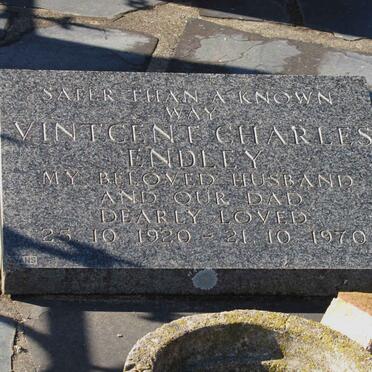 SAFER THAN A KNOWN
WAY
VINTCENT CHARLES
ENDLEY
MY BELOVED HUSBAND
AND OUR DAD
DEARLY LOVED
25 10 1920 - 21 10 1970